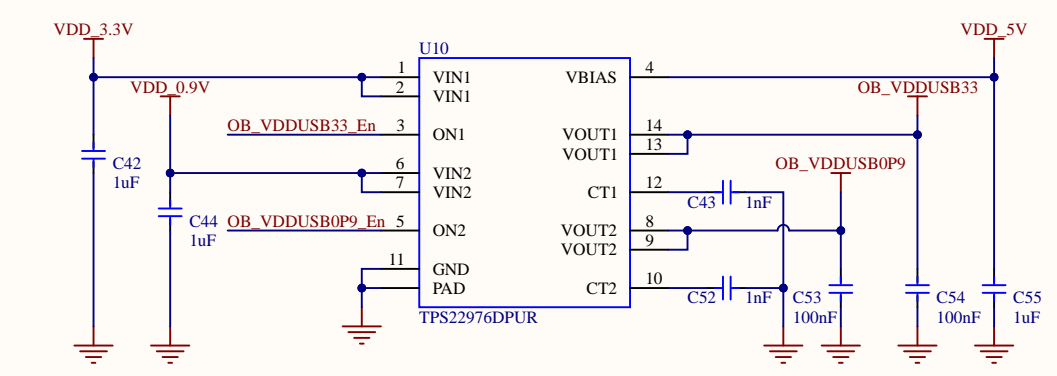 VDD_3.3V
VDD_5V
U10
1 VIN1 VBIAS 4
2 VIN1
VDD_0.9V
OB_VDDUSB33
OB_VDDUSB33_En 3 ON1 VOUT1 14
VOUT1 13
C42
1uF
OB_VDDUSB0P9
6 VIN2
7 VIN2 CT1 12
C43 1nF
C44
1uF
OB_VDDUSB0P9_En 5 ON2 VOUT2 8
VOUT2 9
11 GND
PAD CT2 10
C52 1nF
C53
100nF
C54
100nF
C55
1uF
TPS22976DPUR